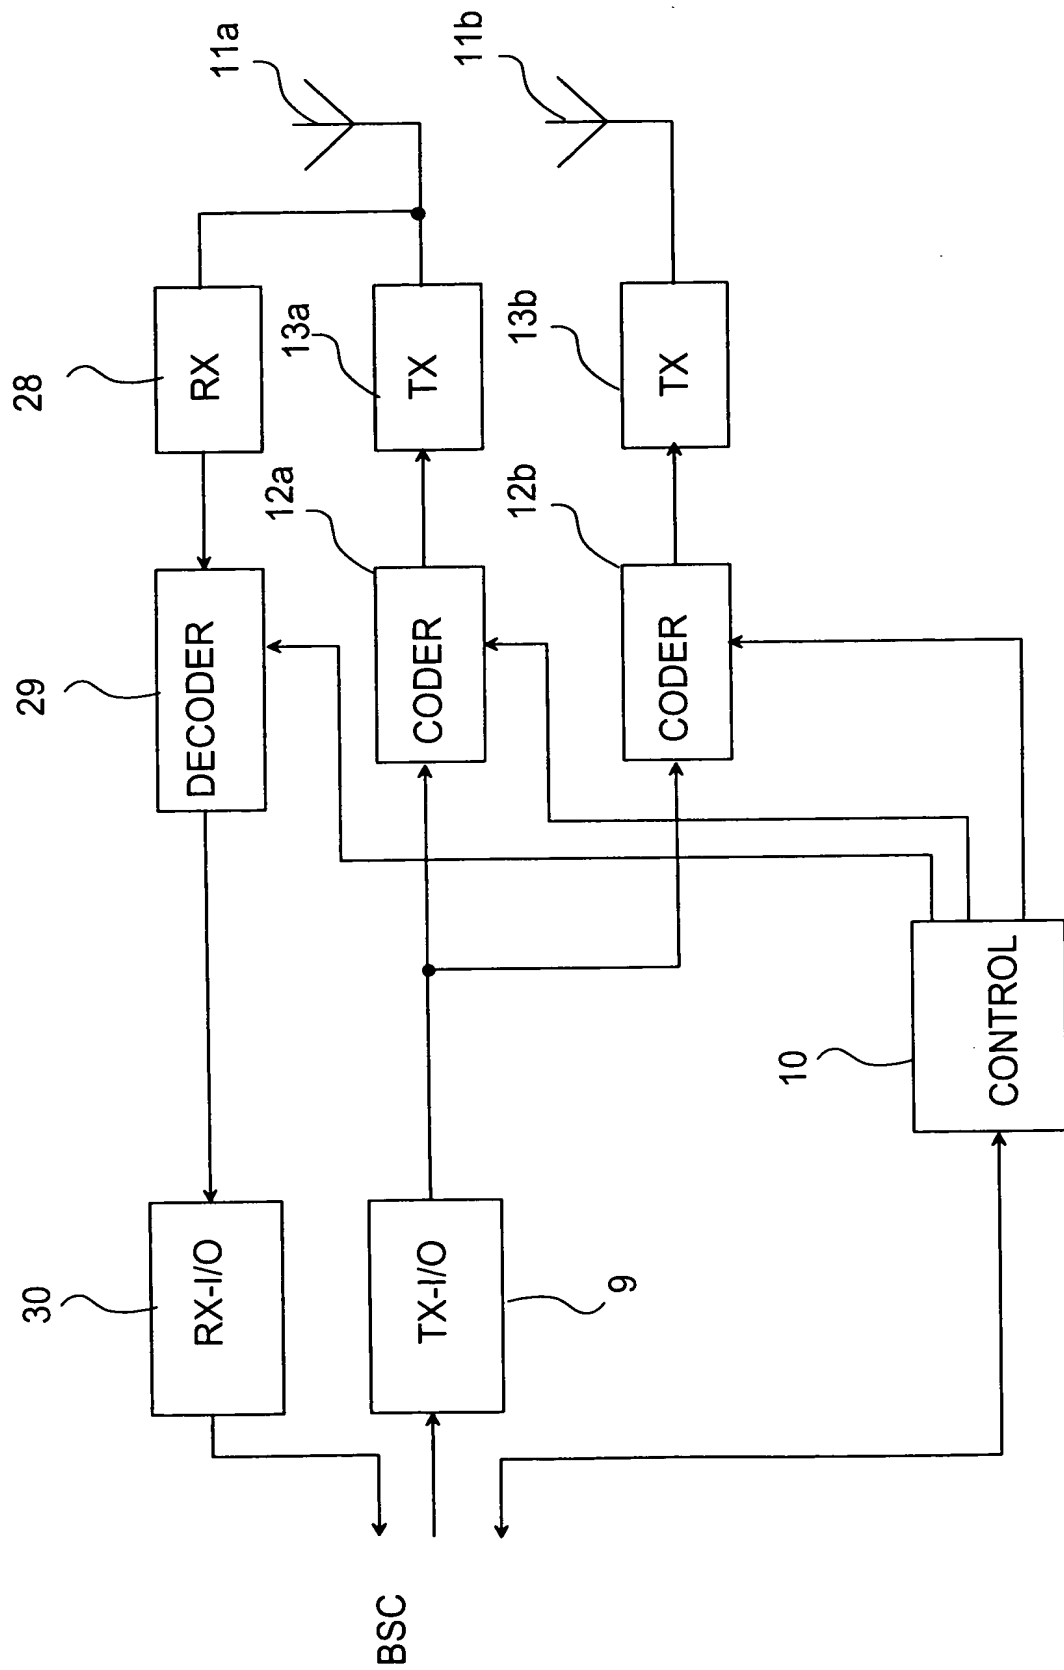 11a
11b
28
RX
13a
TX
13b
TX
29
DECODER
12a
CODER
12b
CODER
10
CONTROL
30
RX-I/O
TX-I/O
9
BSC